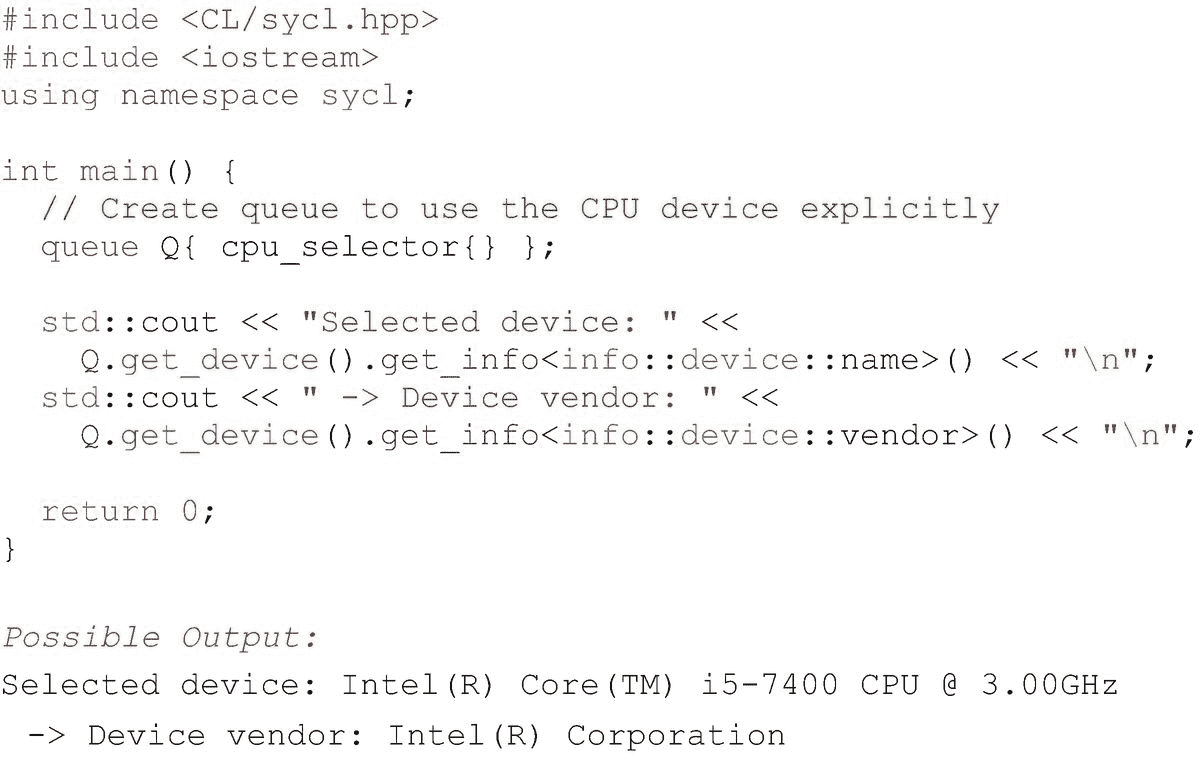 #include <CL/sycl.hpp>
#include <iostream>
using namespace sycl;

int main() {
  // Create queue to use the CPU device explicitly
  queue Q{ cpu_selector{} };

  std::cout << "Selected device: " <<
    Q.get_device().get_info<info::device::name>() << "\n";
  std::cout << " -> Device vendor: " <<
    Q.get_device().get_info<info::device::vendor>() << "\n";

  return 0;
}

Possible Output:
Selected device: Intel(R) Core(TM) i5-7400 CPU @ 3.00GHz
 -> Device vendor: Intel(R) Corporation